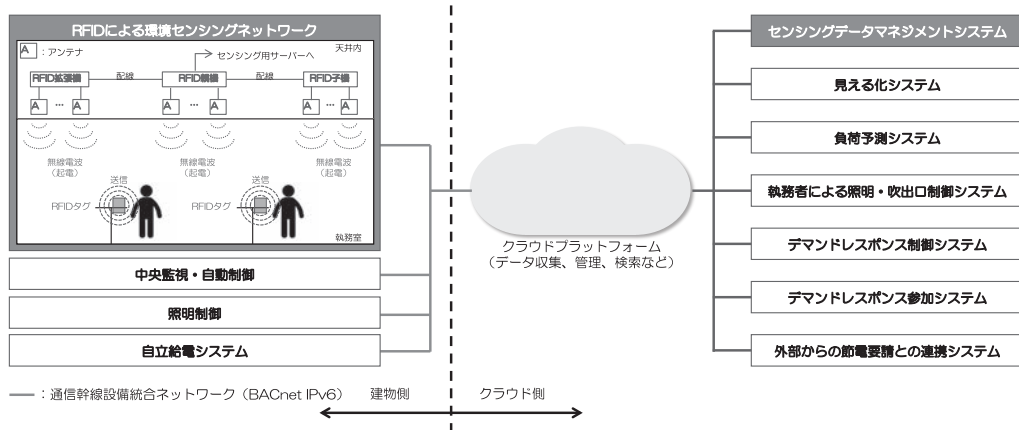 RFIDによる環境センシングネットワーク
A：アンテナ
天井内
センシング用サーバーへ
RFID拡張機
配線
RFID親機
配線
RFID子機
A … A
A … A
A … A
無線電波
（起電）
無線電波
（起電）
無線電波
（起電）
送信
送信
RFIDタグ
RFIDタグ
執務室
中央監視・自動制御
照明制御
自立給電システム
クラウドプラットフォーム
（データ収集、管理、検索など）
センシングデータマネジメントシステム
見える化システム
負荷予測システム
執務者による照明・吹出口制御システム
デマンドレスポンス制御システム
デマンドレスポンス参加システム
外部からの節電要請との連携システム
：通信幹線設備統合ネットワーク（BACnet IPv6）
建物側
クラウド側